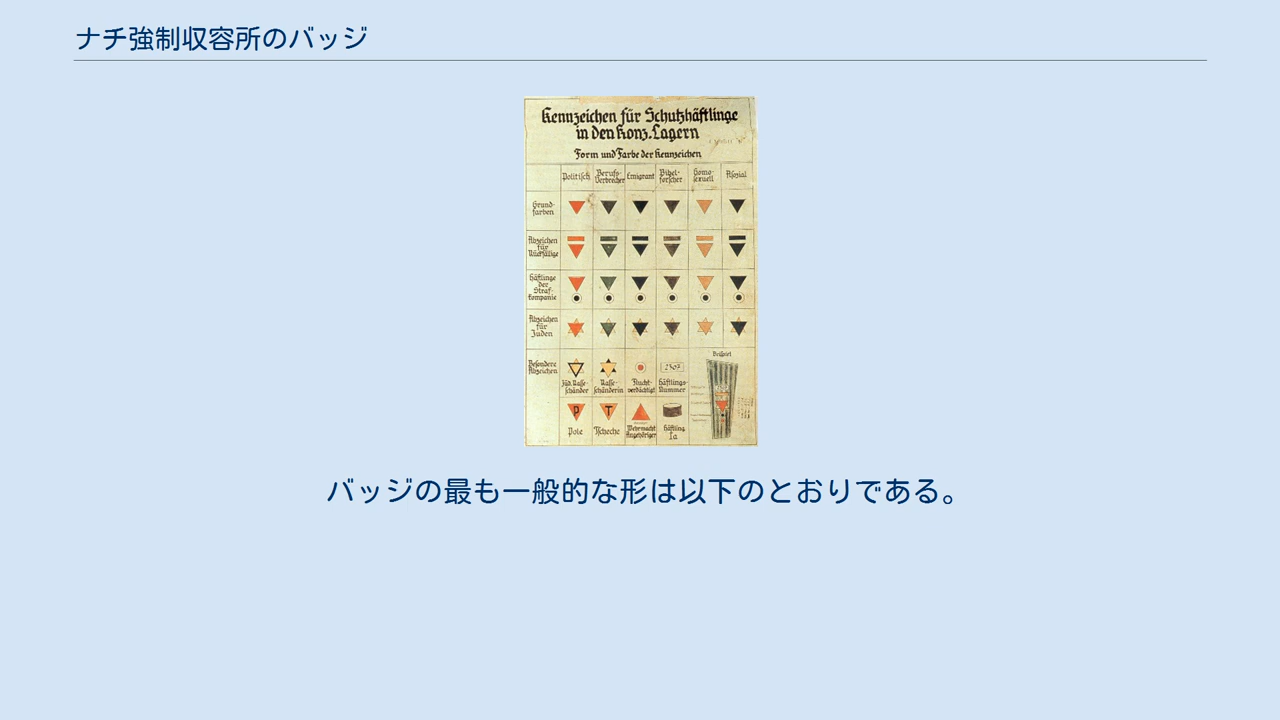 ナチ強制収容所のバッジ
Kennzeichen für Schutzhäftlinge
in den Konz.Lagern
Form und Farbe der Kennzeichen
Politisch Berufs-Verbrecher Emigrant Bibel-forscher Homo-sexuell Asozial
Grund-
farben
Abzeichen
für
Rückfällige
Häftlinge
der
Straf-
kompanie
Abzeichen
für
Juden
Besondere
Abzeichen
Jüd. Rasse-
schänder
Rasse-
schänderin
Flucht-
verdächtigt
2307
Häftlings-
Nummer
Beispiel
P
Pole
T
Tscheche
Wehrmacht
Angehöriger
Häftling
Ia
バッジの最も一般的な形は以下のとおりである。